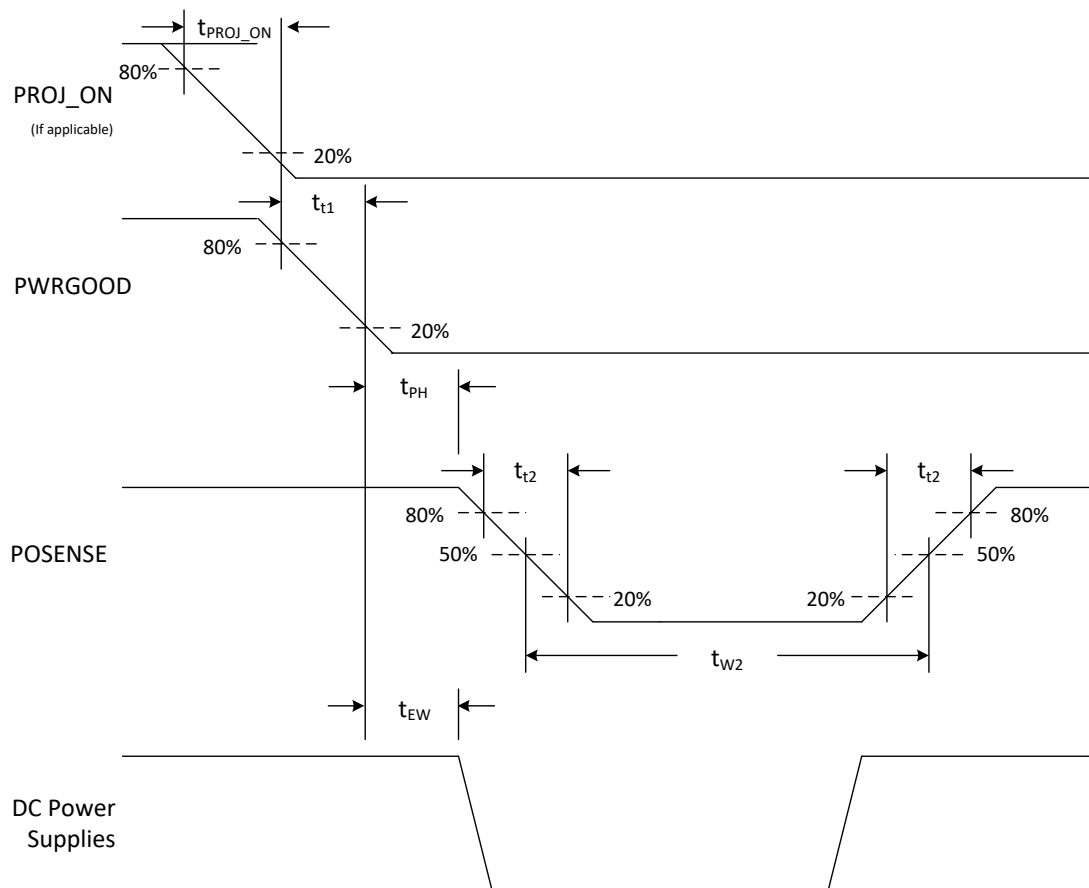 tPROJ_ON
80%
PROJ_ON
(If applicable)
20%
tt1
80%
PWRGOOD
20%
tPH
tt2
tt2
80%
80%
POSENSE
50%
50%
20%
20%
tW2
tEW
DC Power
Supplies